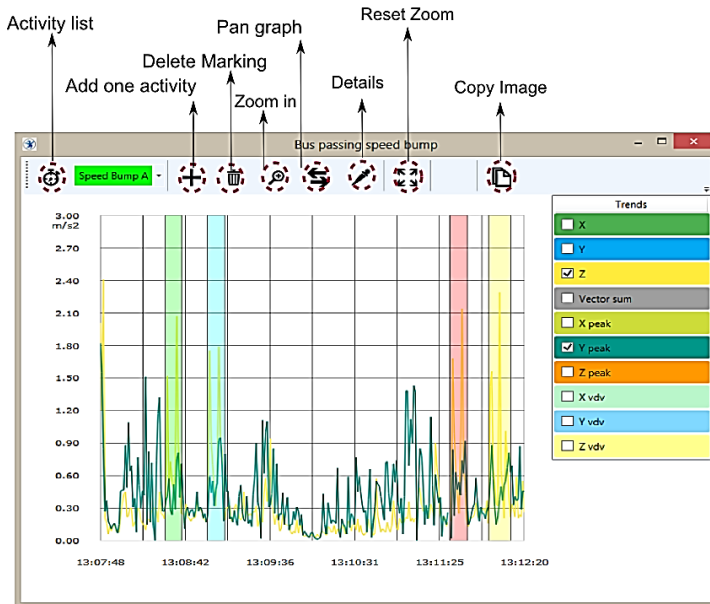 Activity list
Pan graph
Reset Zoom
Delete Marking
Add one activity
Zoom in
Details
Copy Image
Bus passing speed bump
Speed Bump A
Trends
X
Y
Z
Vector sum
X peak
Y peak
Z peak
X vdv
Y vdv
Z vdv
3.00
m/s2
2.70
2.40
2.10
1.80
1.50
1.20
0.90
0.60
0.30
0.00
13:07:48 13:08:42 13:09:36 13:10:31 13:11:25 13:12:20